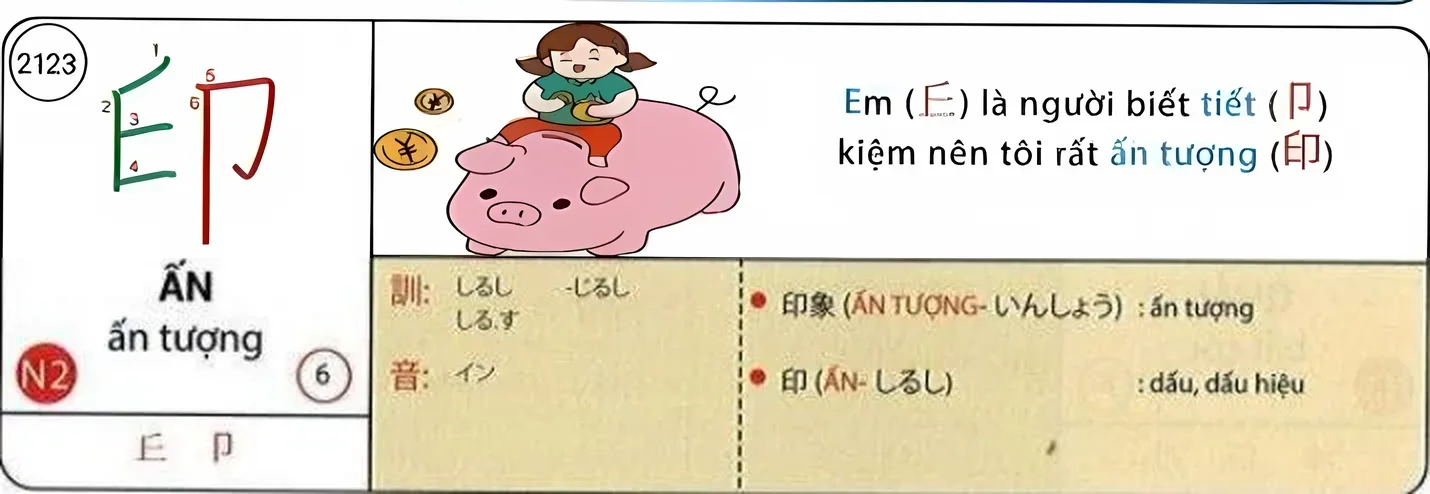 2123
1
2
3
4
5
6
印
ẤN
ấn tượng
N2
6
𠂉 卩
¥
¥
Em (𠂉) là người biết tiết (卩)
kiệm nên tôi rất ấn tượng (印)
訓: しるし -じるし
しる.す
音: イン
● 印象 (ẤN TƯỢNG- いんしょう) : ấn tượng
● 印 (ẤN- しるし) : dấu, dấu hiệu